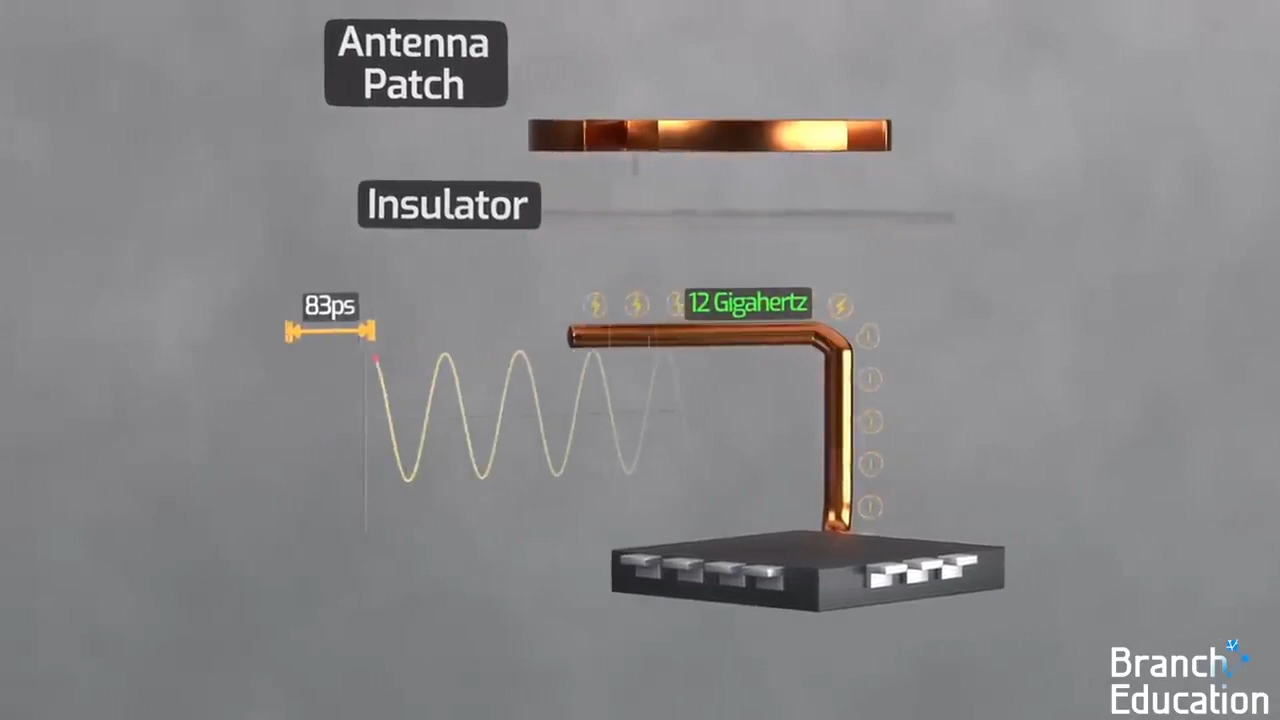 Antenna
Patch
Insulator
83ps
12 Gigahertz
Branch
Education